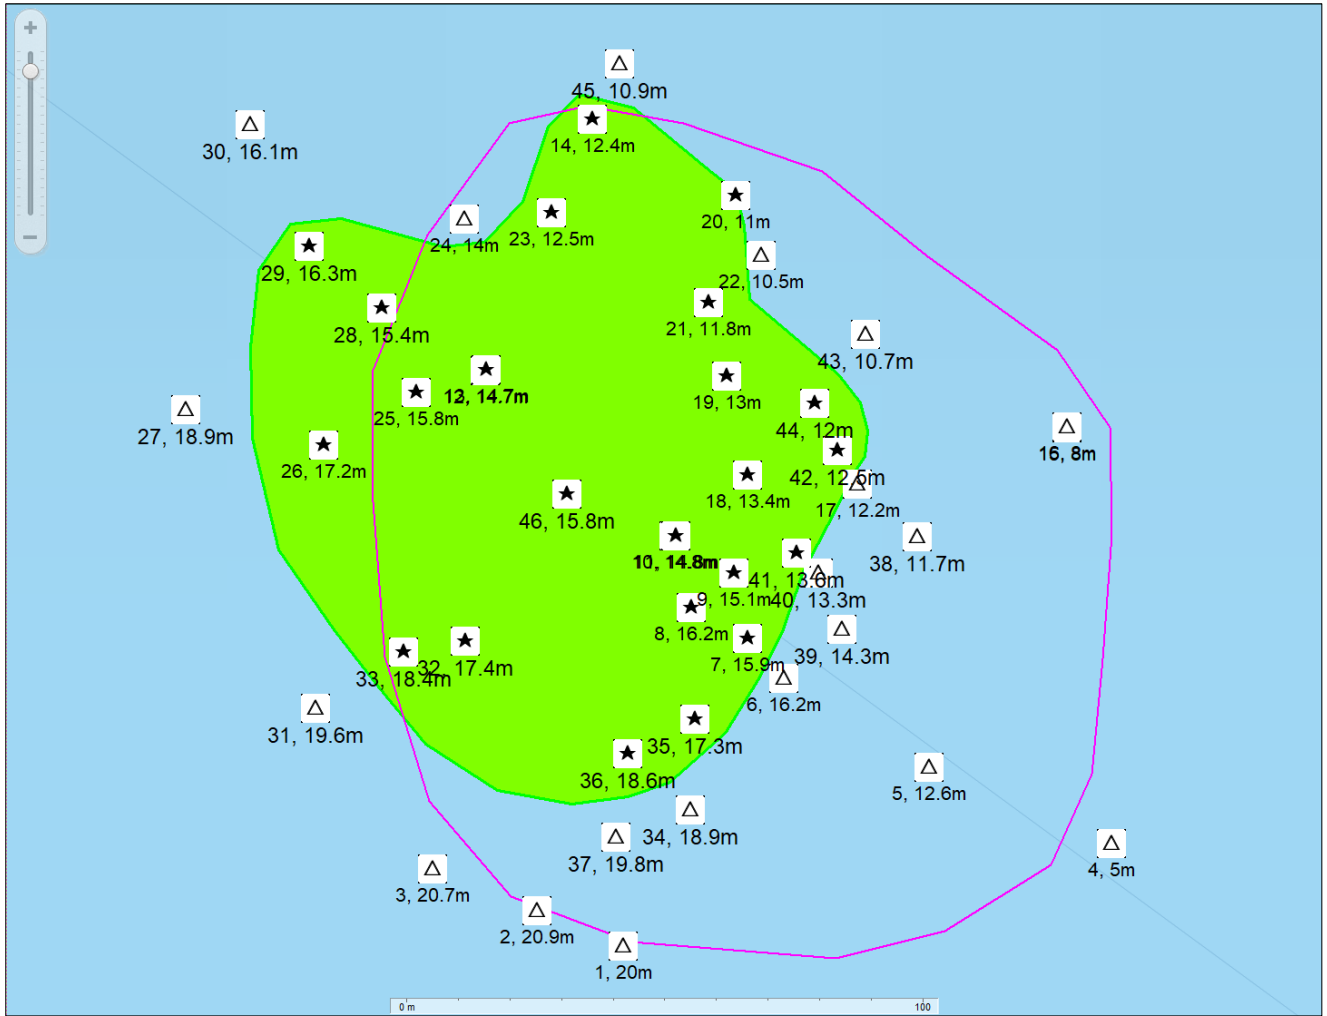 45, 10.9m
14, 12.4m
30, 16.1m
20, 11m
23, 12.5m
24, 14m
29, 16.3m
22, 10.5m
28, 15.4m
21, 11.8m
43, 10.7m
25, 15.8m
14.7m
19, 13m
27, 18.9m
44, 12m
26, 17.2m
8m
42, 12.5m
18, 13.4m
17, 12.2m
46, 15.8m
14.8m
38, 11.7m
41, 13.6m
9, 15.1m
40, 13.3m
8, 16.2m
39, 14.3m
7, 15.9m
32, 17.4m
33, 18.4m
6, 16.2m
31, 19.6m
35, 17.3m
36, 18.6m
5, 12.6m
34, 18.9m
37, 19.8m
4, 5m
3, 20.7m
2, 20.9m
1, 20m
0 m 100